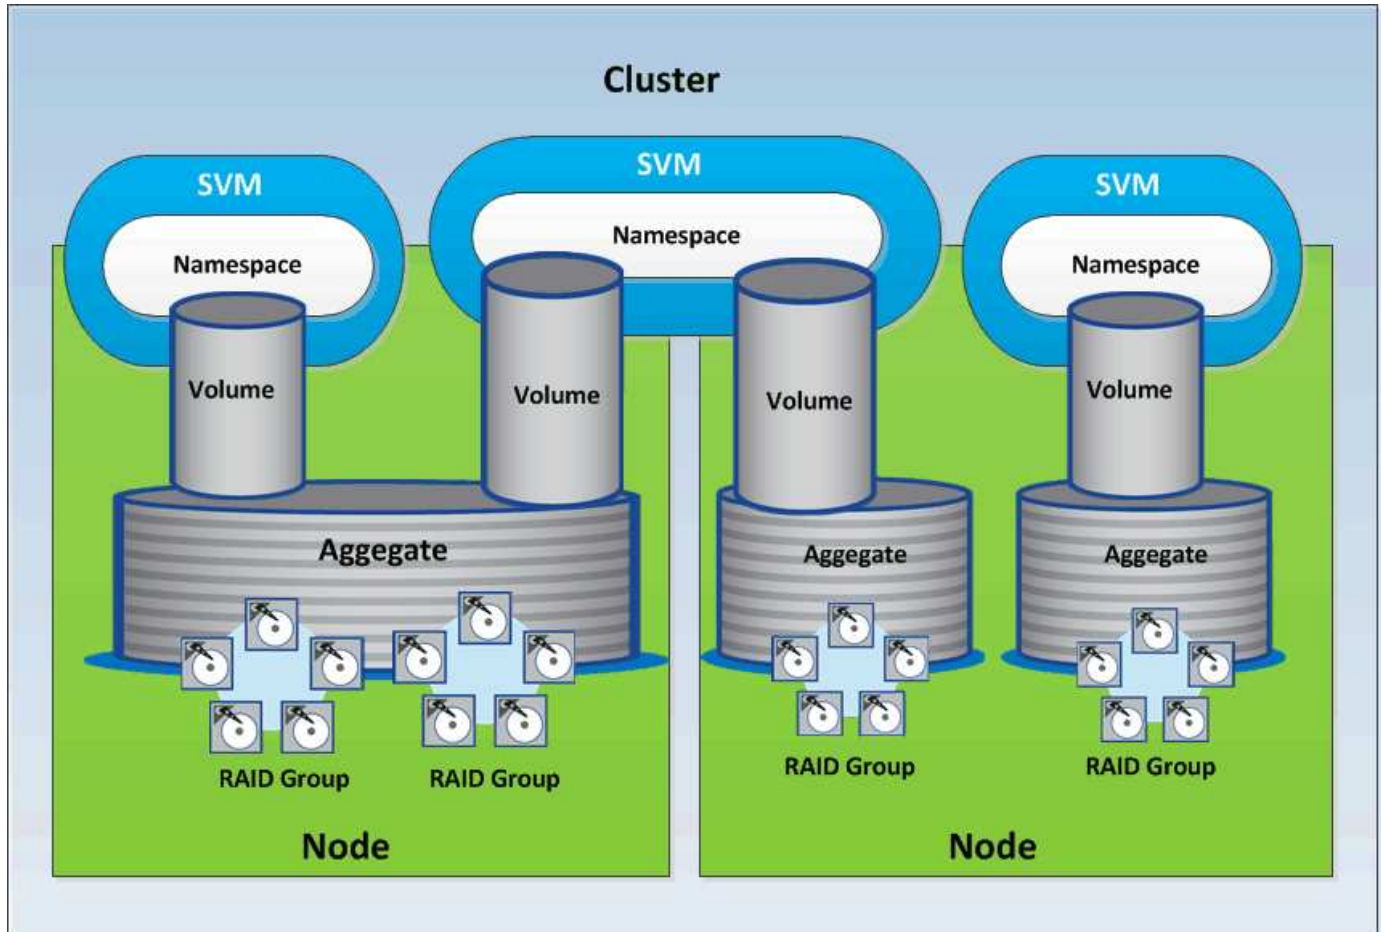 Cluster
SVM
SVM
SVM
Namespace
Namespace
Namespace
Volume
Volume
Volume
Volume
Aggegate
Aggegate
Aggegate
RAID Group
RAID Group
RAID Group
RAID Group
Node
Node